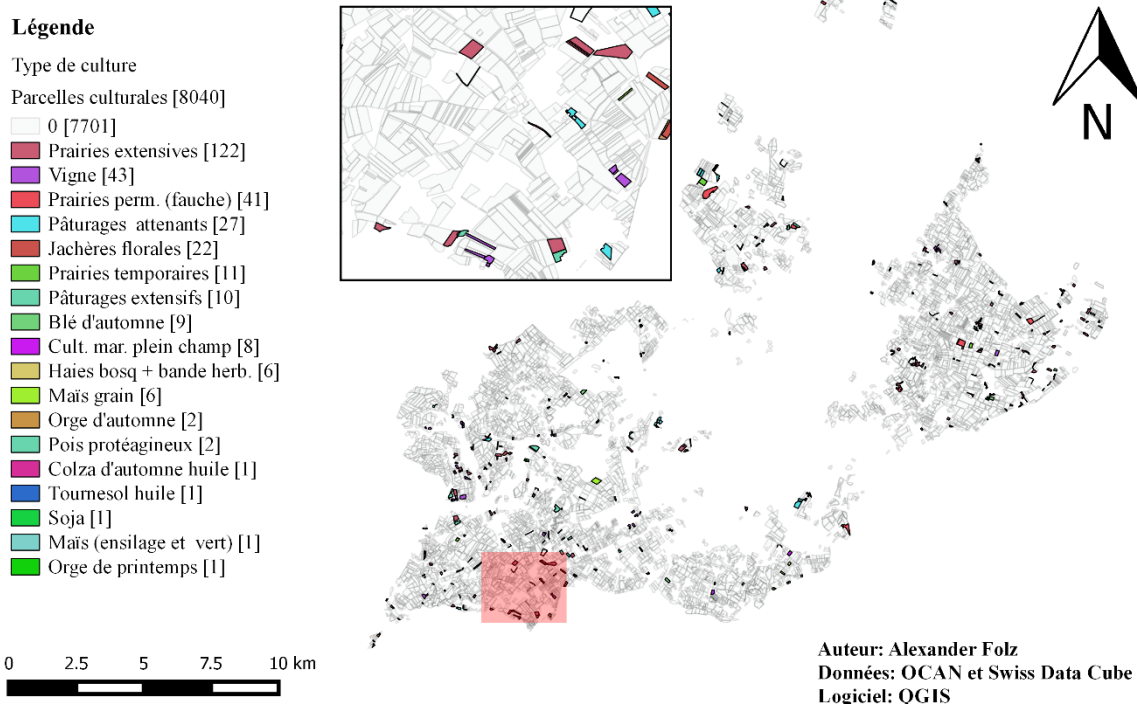 Légende
Type de culture
Parcelles culturales [8040]
0 [7701]
Prairies extensives [122]
Vigne [43]
Prairies perm. (fauche) [41]
Pâturages attenants [27]
Jachères florales [22]
Prairies temporaires [11]
Pâturages extensifs [10]
Blé d'automne [9]
Cult. mar. plein champ [8]
Haies bosq + bande herb. [6]
Maïs grain [6]
Orge d'automne [2]
Pois protéagineux [2]
Colza d'automne huile [1]
Tournesol huile [1]
Soja [1]
Maïs (ensilage et vert) [1]
Orge de printemps [1]
0 2.5 5 7.5 10 km
N
Auteur: Alexander Folz
Données: OCAN et Swiss Data Cube
Logiciel: QGIS